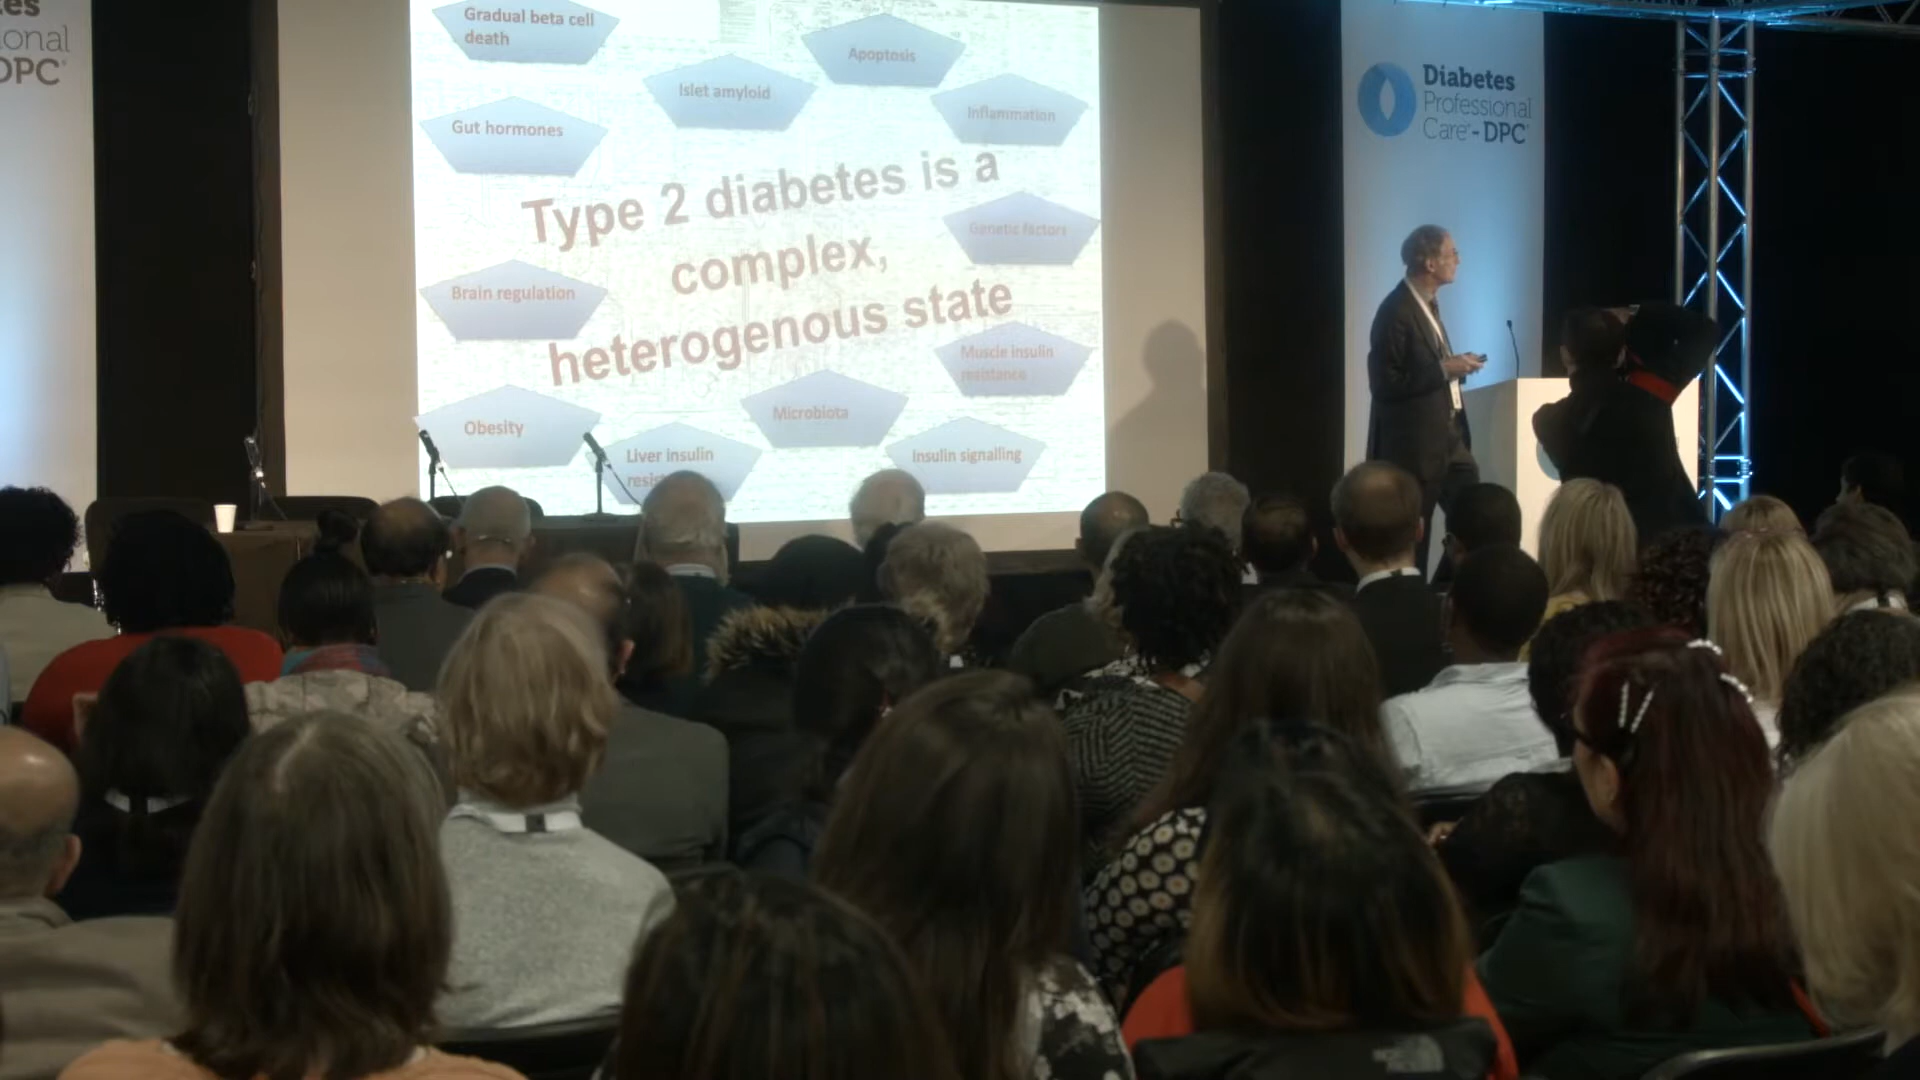 es
onal
DPC
Gradual beta cell
death
Apoptosis
Islet amyloid
Inflammation
Gut hormones
Type 2 diabetes is a
complex,
heterogenous state
Genetic factors
Brain regulation
Muscle insulin
resistance
Microbiota
Obesity
Liver insulin
Insulin signalling
Diabetes
Professional
Care - DPC